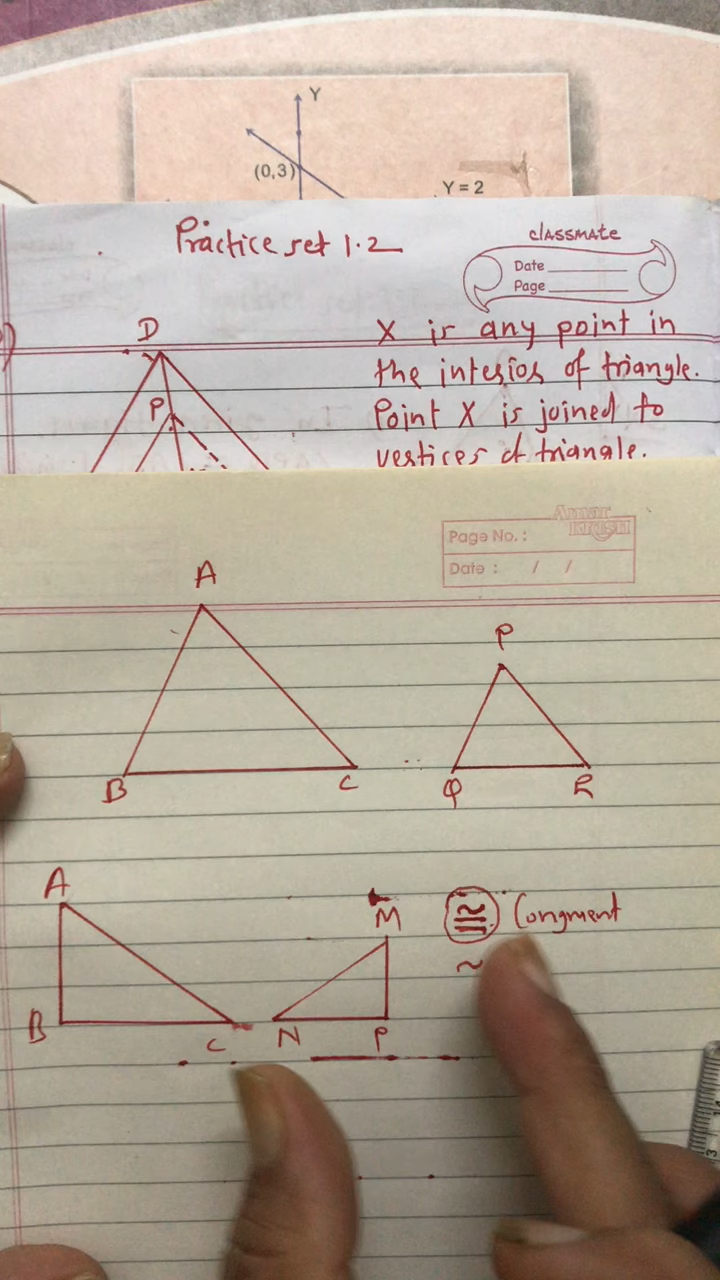 Y
(0,3)
Y = 2
Practice set 1.2
classmate
Date
Page
D
X is any point in
the interior of triangle.
P
Point X is joined to
vertices of triangle.
Amar
Page No. :
Date : / /
A
P
B
C
Q
R
A
M
≅ Congruent
~
B
C
N
P